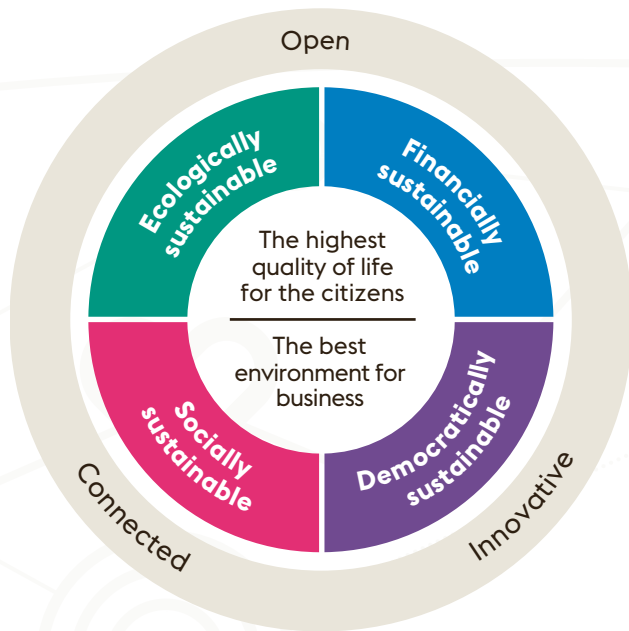 Open
Ecologically
sustainable
Financially
sustainable
The highest
quality of life
for the citizens
The best
environment for
business
Socially
sustainable
Democratically
sustainable
Connected
Innovative